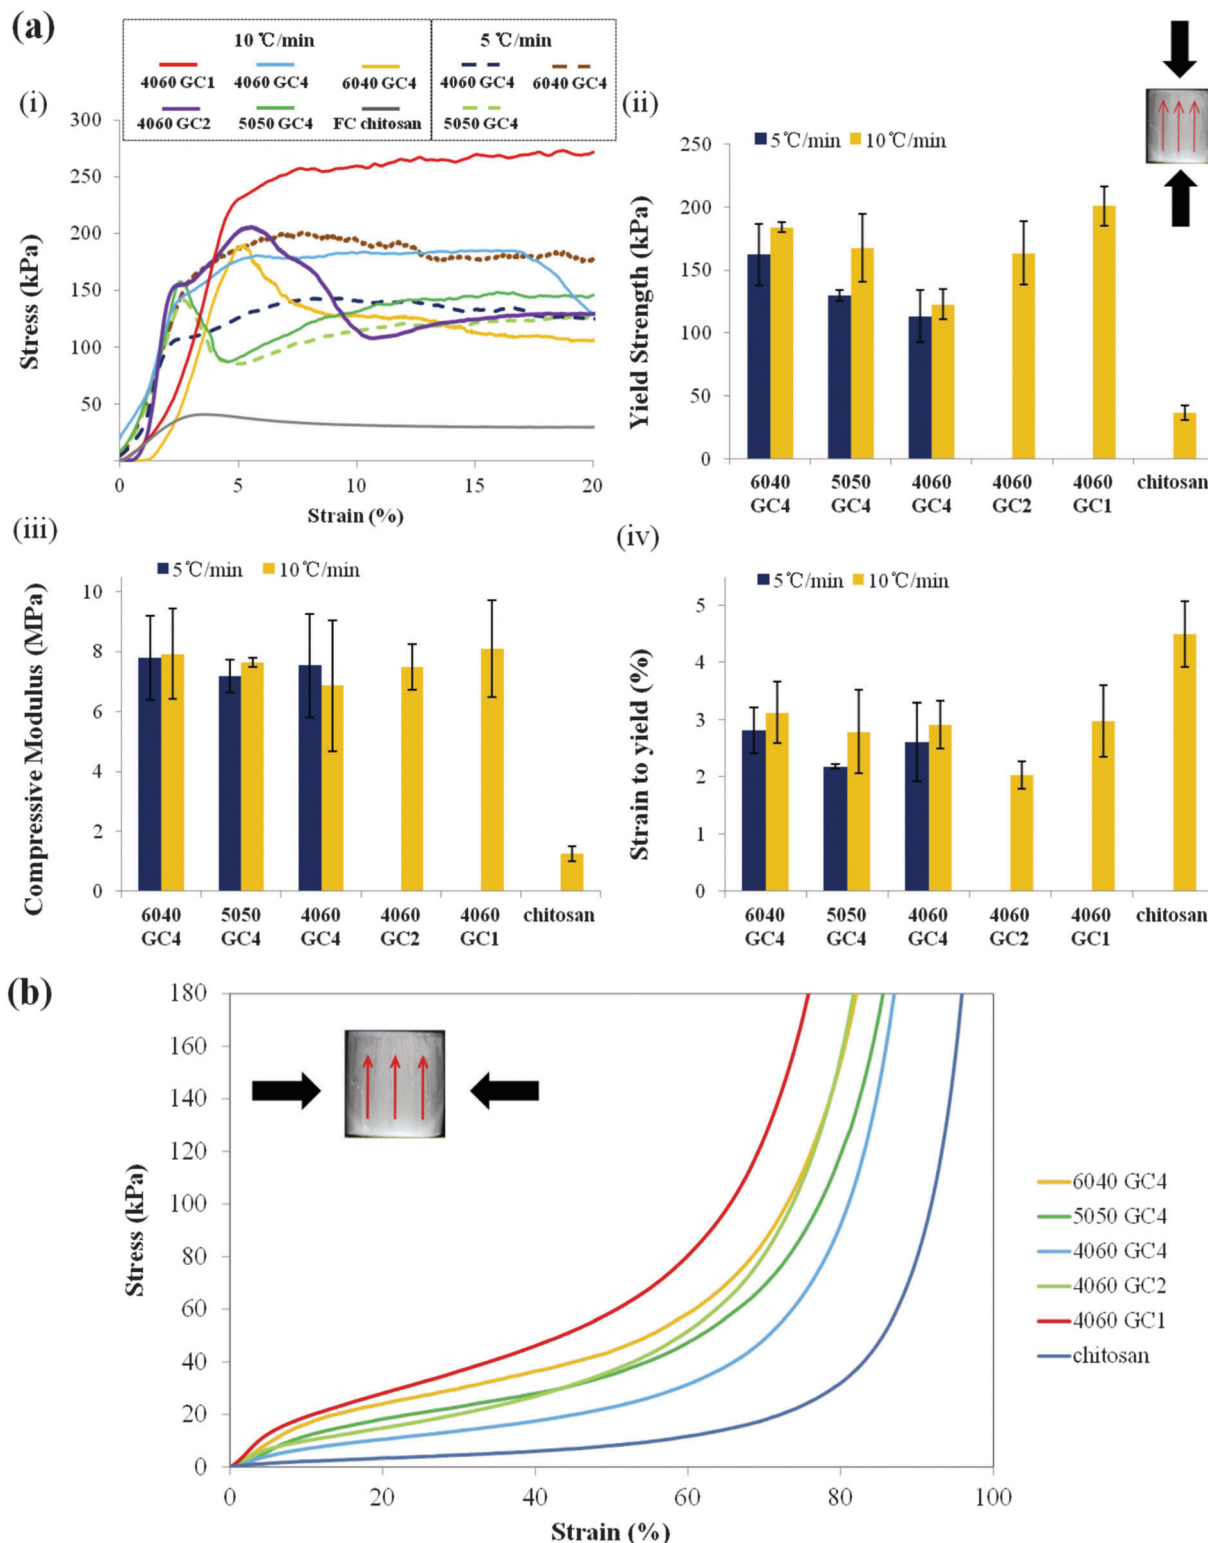 (a)
10 ℃/min
5 ℃/min
4060 GC1
4060 GC4
6040 GC4
4060 GC4
6040 GC4
4060 GC2
5050 GC4
FC chitosan
5050 GC4
(i)
300
250
200
150
100
50
0
Stress (kPa)
0 5 10 15 20
Strain (%)
(ii)
5℃/min 10℃/min
250
200
150
100
50
0
Yield Strength (kPa)
6040 5050 4060 4060 4060 chitosan
GC4 GC4 GC4 GC2 GC1
(iii)
5℃/min 10℃/min
10
8
6
4
2
0
Compressive Modulus (MPa)
6040 5050 4060 4060 4060 chitosan
GC4 GC4 GC4 GC2 GC1
(iv)
5℃/min 10℃/min
5
4
3
2
1
0
Strain to yield (%)
6040 5050 4060 4060 4060 chitosan
GC4 GC4 GC4 GC2 GC1
(b)
180
160
140
120
100
80
60
40
20
0
Stress (kPa)
0 20 40 60 80 100
Strain (%)
6040 GC4
5050 GC4
4060 GC4
4060 GC2
4060 GC1
chitosan